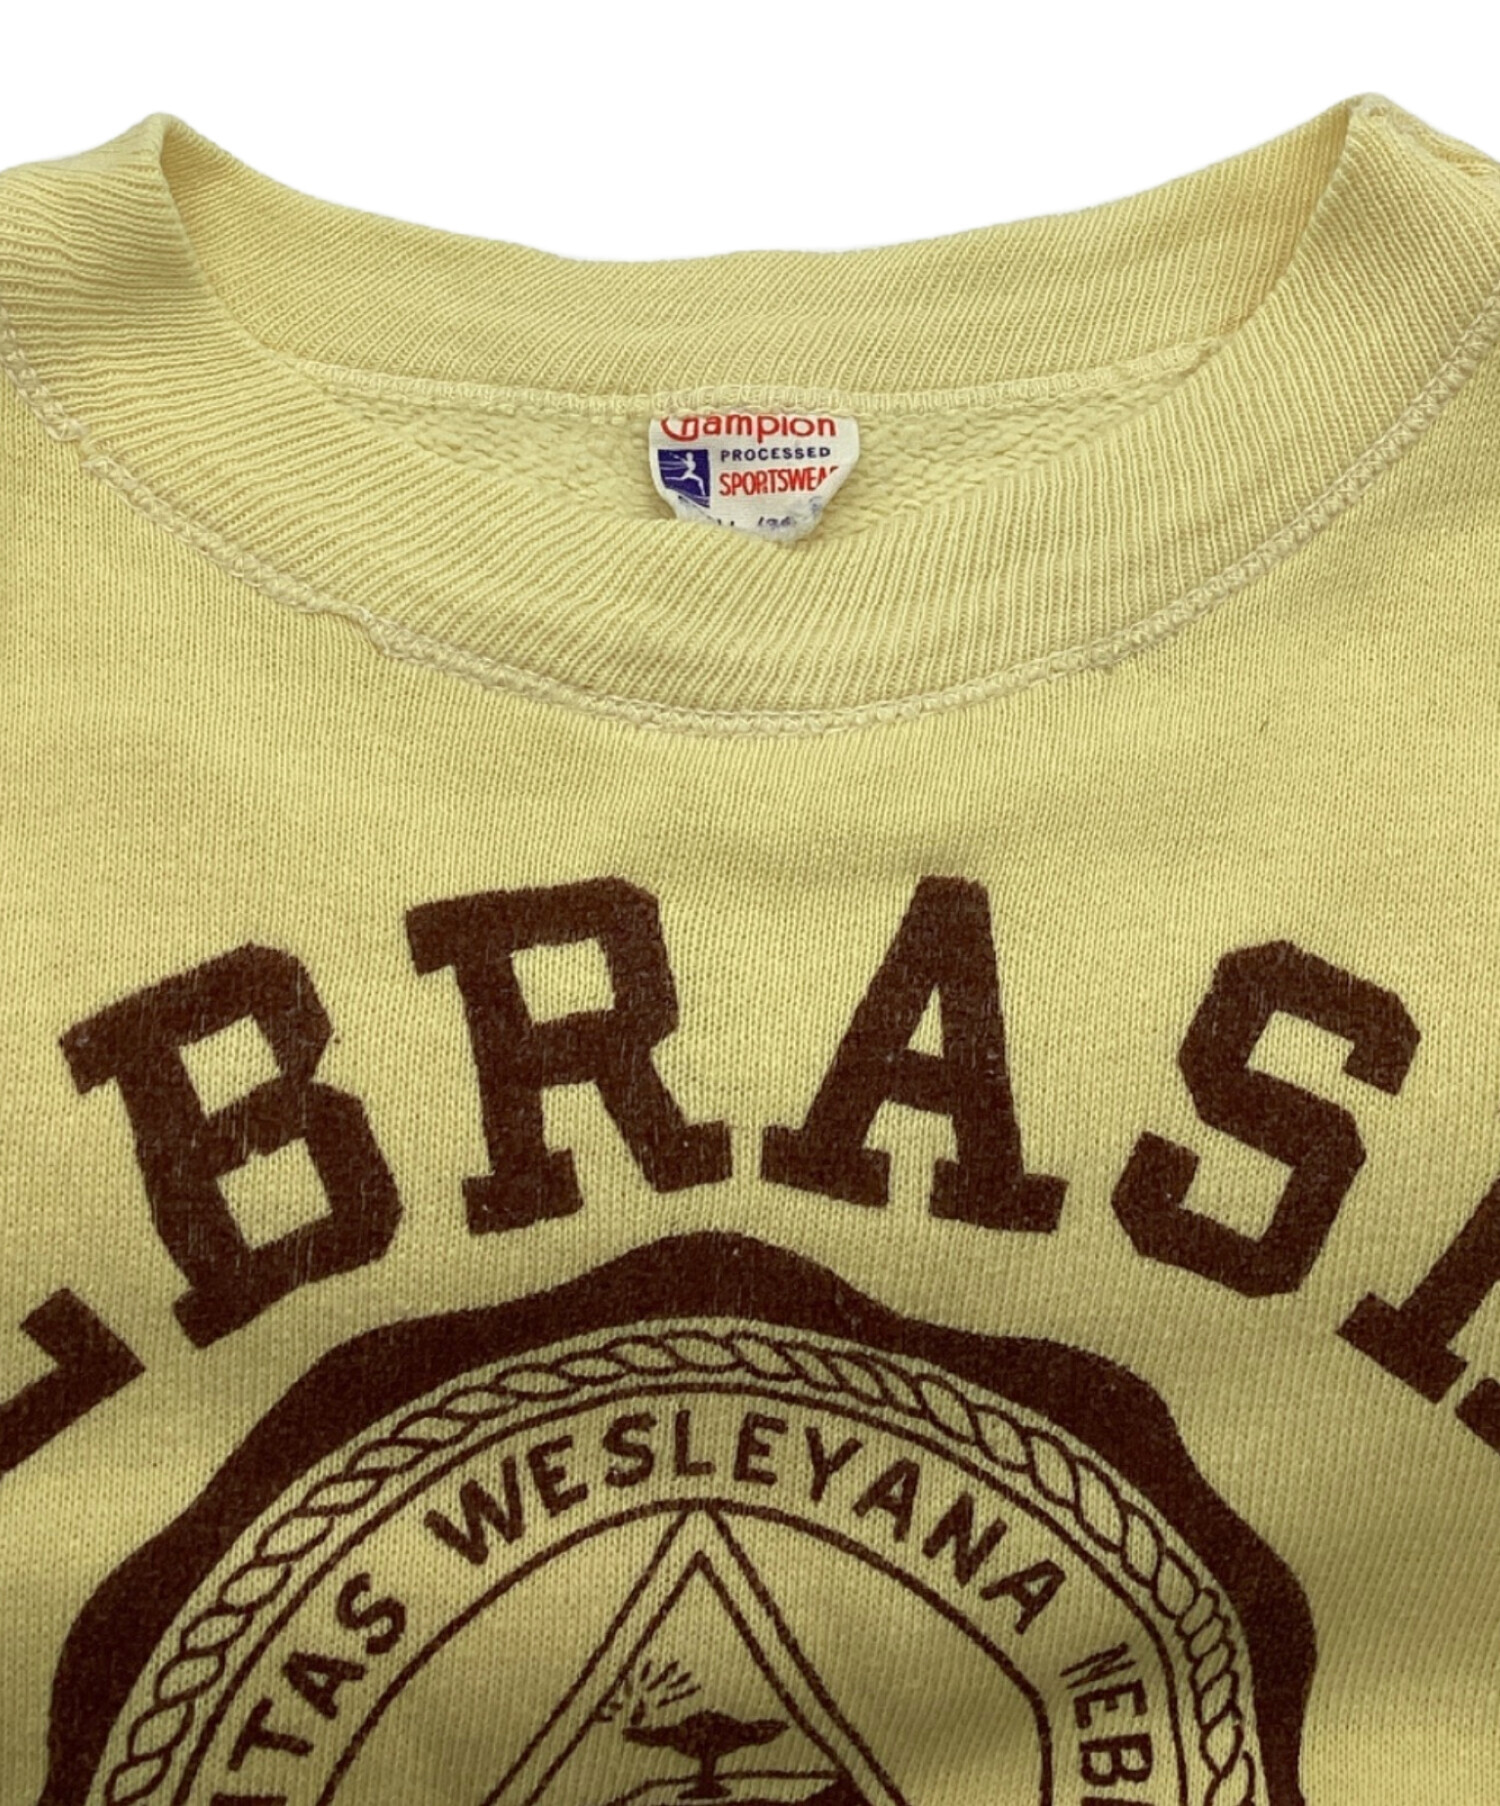 Champion
PROCESSED
SPORTSWEAR
BRAS
WESLEYANA